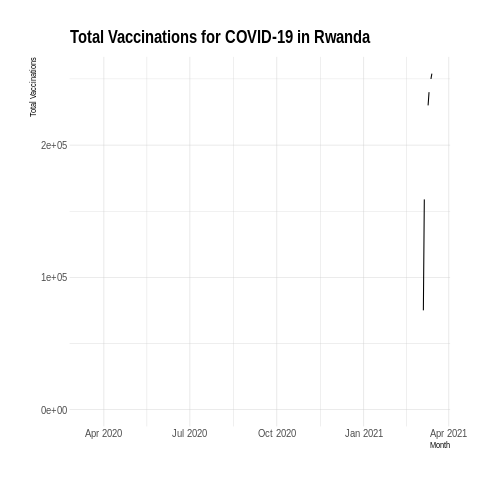 Total Vaccinations for COVID-19 in Rwanda
Total Vaccinations
2e+05
1e+05
0e+00
Apr 2020 Jul 2020 Oct 2020 Jan 2021 Apr 2021
Month